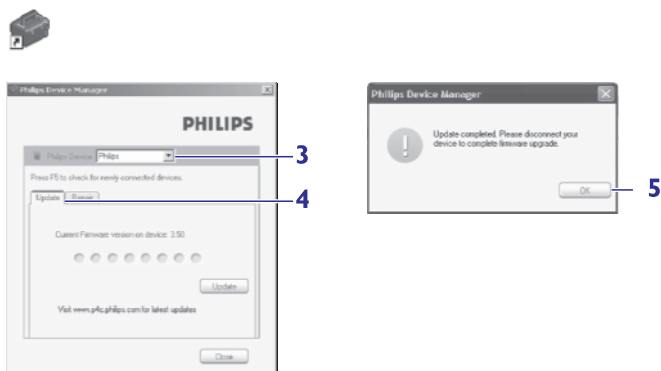 Philips Device Manager
PHILIPS
Philips Device Philips
3
Press F5 to check for newly connected devices.
Update Repair
4
Current Firmware version on device: 3.50
Update
Visit www.p4c.philips.com for latest updates
Close
Philips Device Manager
Update completed. Please disconnect your
device to complete firmware upgrade.
OK
5